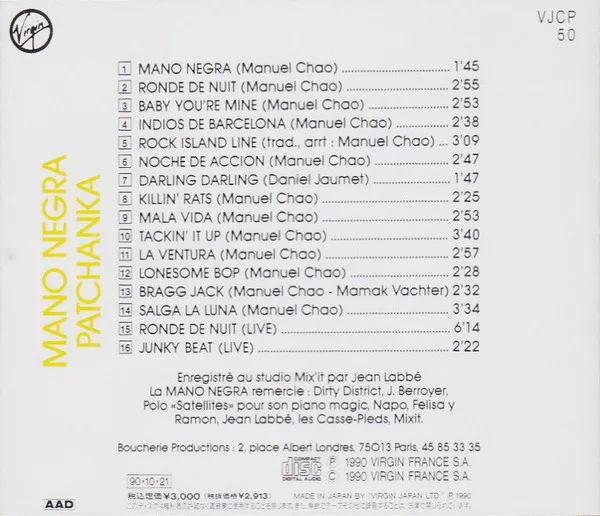 Virgin
VJCP
50
MANO NEGRA
PATCHANKA
1 MANO NEGRA (Manuel Chao) 1'45
2 RONDE DE NUIT (Manuel Chao) 2'55
3 BABY YOU'RE MINE (Manuel Chao) 2'53
4 INDIOS DE BARCELONA (Manuel Chao) 2'38
5 ROCK ISLAND LINE (trad., arrt : Manuel Chao) ... 3'09
6 NOCHE DE ACCION (Manuel Chao) 2'47
7 DARLING DARLING (Daniel Jaumet) 1'47
8 KILLIN' RATS (Manuel Chao) 2'25
9 MALA VIDA (Manuel Chao) 2'53
10 TACKIN' IT UP (Manuel Chao) 3'40
11 LA VENTURA (Manuel Chao) 2'57
12 LONESOME BOP (Manuel Chao) 2'28
13 BRAGG JACK (Manuel Chao - Mamak Vachter) 2'32
14 SALGA LA LUNA (Manuel Chao) 3'34
15 RONDE DE NUIT (LIVE) 6'14
16 JUNKY BEAT (LIVE) 2'22
Enregistré au studio Mix'it par Jean Labbé
La MANO NEGRA remercie : Dirty District, J. Berroyer,
Polo «Satellites» pour son piano magic, Napo, Felisa y
Ramon, Jean Labbé, les Casse-Pieds, Mixit.
Boucherie Productions : 2, place Albert Londres, 75013 Paris, 45 85 33 35
COMPACT
disc
DIGITAL AUDIO
P 1990 VIRGIN FRANCE S.A.
C 1990 VIRGIN FRANCE S.A.
90·10·21
税込定価 ¥3,000 (税抜価格 ¥2,913)
MADE IN JAPAN BY "VIRGIN JAPAN LTD." P 1990
AAD